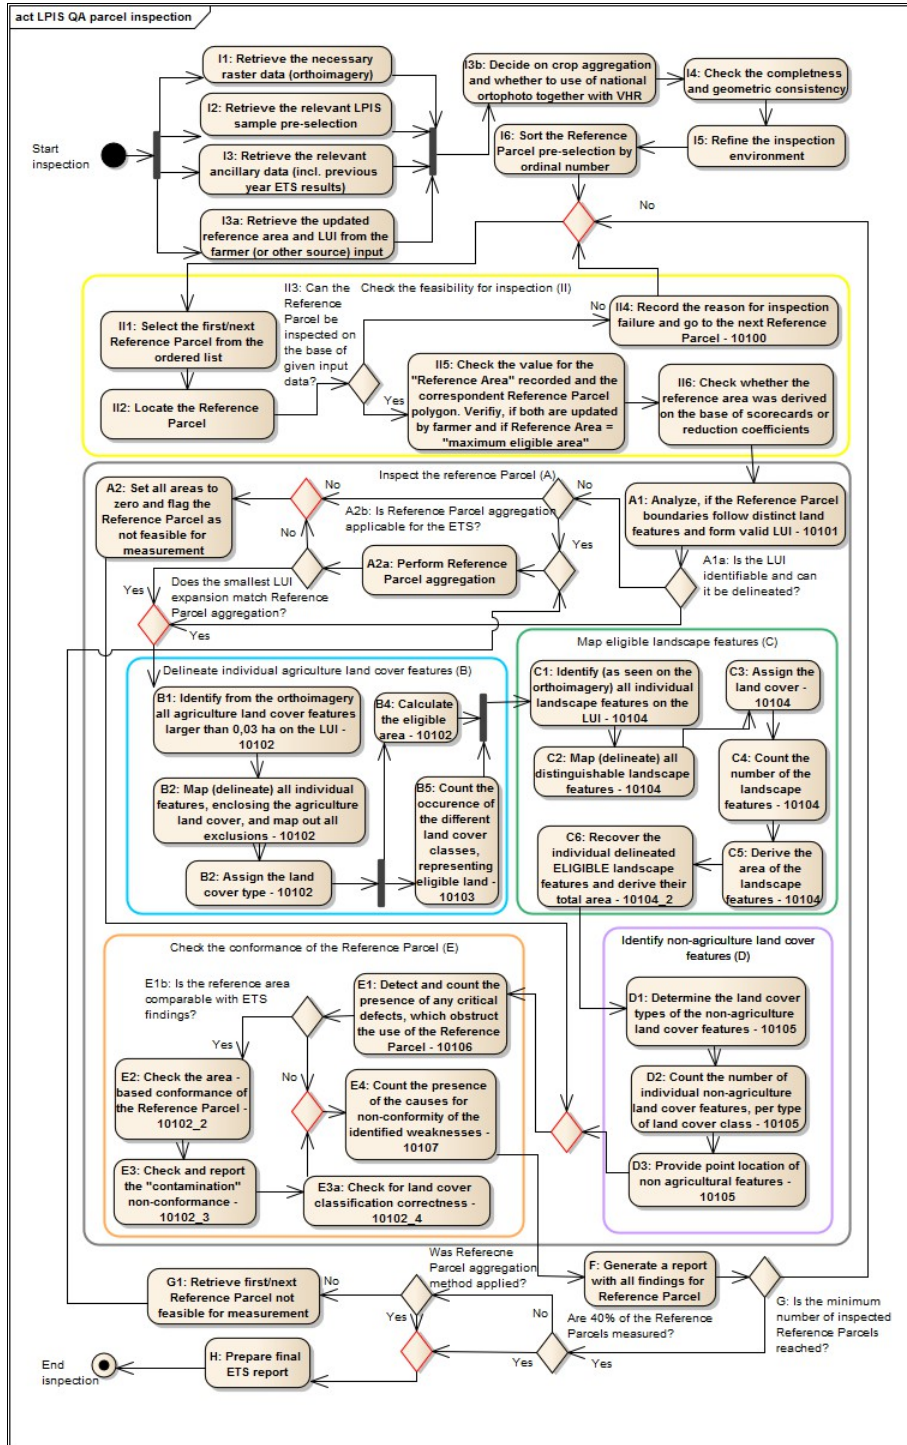 act LPIS QA parcel inspection
I1: Retrieve the necessary
raster data (orthoimagery)
I2: Retrieve the relevant LPIS
sample pre-selection
I3: Retrieve the relevant
ancillary data (incl. previous
year ETS results)
I3a: Retrieve the updated
reference area and LUI from the
farmer (or other source) input
Start
inspection
I3b: Decide on crop aggregation
and whether to use of national
ortophoto together with VHR
I4: Check the completness
and geometric consistency
I5: Refine the inspection
environment
I6: Sort the Reference
Parcel pre-selection by
ordinal number
No
Check the feasibility for inspection (II)
II1: Select the first/next
Reference Parcel from the
ordered list
II2: Locate the Reference
Parcel
II3: Can the
Reference
Parcel be
inspected on
the base of
given input
data?
No
Yes
II4: Record the reason for inspection
failure and go to the next Reference
Parcel - 10100
II5: Check the value for the
"Reference Area" recorded and the
correspondent Reference Parcel
polygon. Verifiy, if both are updated
by farmer and if Reference Area =
"maximum eligible area"
II6: Check whether the
reference area was derived
on the base of scorecards or
reduction coefficients
Inspect the reference Parcel (A)
A2: Set all areas to
zero and flag the
Reference Parcel as
not feasible for
measurement
No
No
A2b: Is Reference Parcel aggregation
applicable for the ETS?
No
Yes
A1: Analyze, if the Reference Parcel
boundaries follow distinct land
features and form valid LUI - 10101
A1a: Is the LUI
identifiable and can
it be delineated?
A2a: Perform Reference
Parcel aggregation
Does the smallest LUI
expansion match Reference
Parcel aggregation?
Yes
Yes
Delineate individual agriculture land cover features (B)
B1: Identify from the orthoimagery
all agriculture land cover features
larger than 0,03 ha on the LUI -
10102
B2: Map (delineate) all individual
features, enclosing the agriculture
land cover, and map out all
exclusions - 10102
B2: Assign the land
cover type - 10102
B4: Calculate
the eligible
area - 10102
B5: Count the
occurence of
the different
land cover
classes,
representing
eligible land -
10103
Map eligible landscape features (C)
C1: Identify (as seen on the
orthoimagery) all individual
landscape features on the
LUI - 10104
C2: Map (delineate) all
distinguishable landscape
features - 10104
C3: Assign the
land cover -
10104
C4: Count the
number of the
landscape
features -
10104
C5: Derive the
area of the
landscape
features - 10104
C6: Recover the
individual delineated
ELIGIBLE landscape
features and derive their
total area - 10104_2
Identify non-agriculture land cover
features (D)
D1: Determine the land cover
types of the non-agriculture
land cover features - 10105
D2: Count the number of
individual non-agriculture
land cover features, per type
of land cover class - 10105
D3: Provide point location of
non agricultural features -
10105
Check the conformance of the Reference Parcel (E)
E1: Detect and count the
presence of any critical
defects, which obstruct
the use of the Reference
Parcel - 10106
E1b: Is the reference area
comparable with ETS
findings?
Yes
No
E2: Check the area -
based conformance of
the Reference Parcel -
10102_2
E3: Check and report
the "contamination"
non-conformance -
10102_3
E3a: Check for land cover
classification correctness -
10102_4
E4: Count the presence of
the causes for
non-conformity of the
identified weaknesses -
10107
F: Generate a report
with all findings for
Reference Parcel
G: Is the minimum
number of inspected
Reference Parcels
reached?
Yes
Are 40% of the Reference
Parcels measured?
No
Yes
Was Referecne
Parcel aggregation
method applied?
No
Yes
G1: Retrieve first/next
Reference Parcel not
feasible for measurement
H: Prepare final
ETS report
End
isnpection